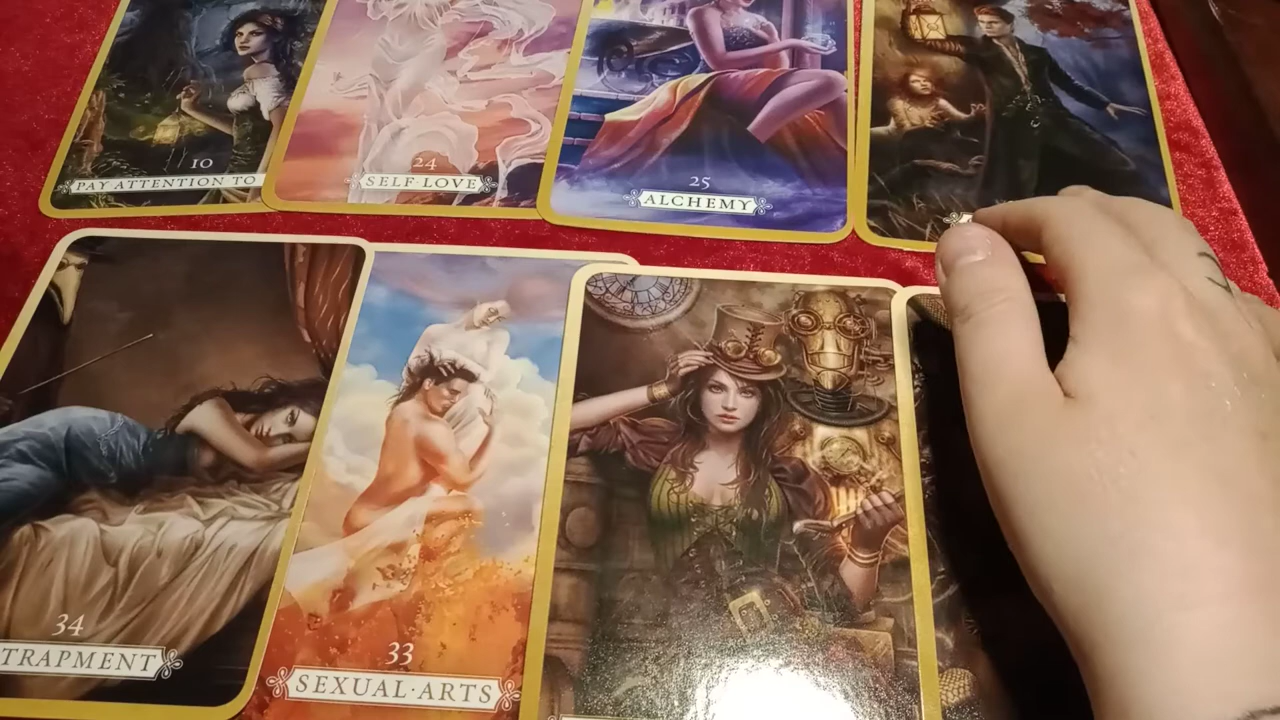 10
PAY ATTENTION TO
24
SELF·LOVE
25
ALCHEMY
34
TRAPMENT
33
SEXUAL·ARTS